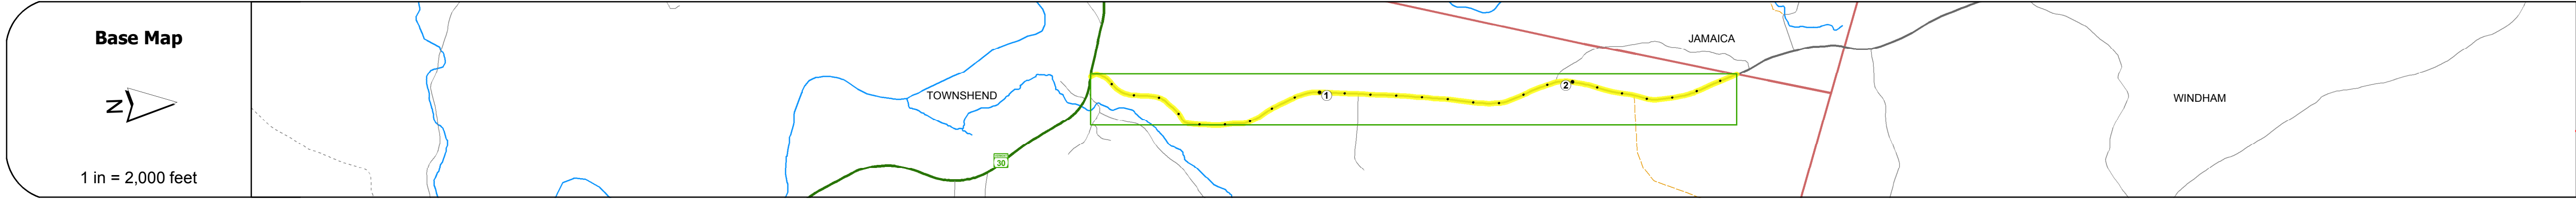 Base Map
N
1 in = 2,000 feet
TOWNSHEND
30
1
2
JAMAICA
WINDHAM